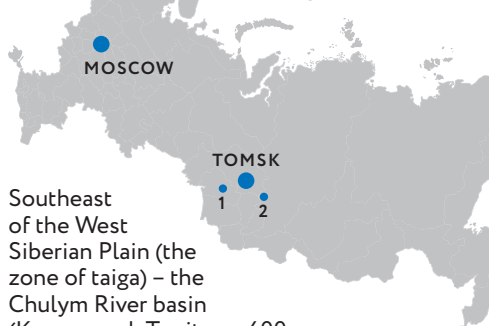 MOSCOW
TOMSK
1
2
Southeast
of the West
Siberian Plain (the
zone of taiga) – the
Chulym River basin